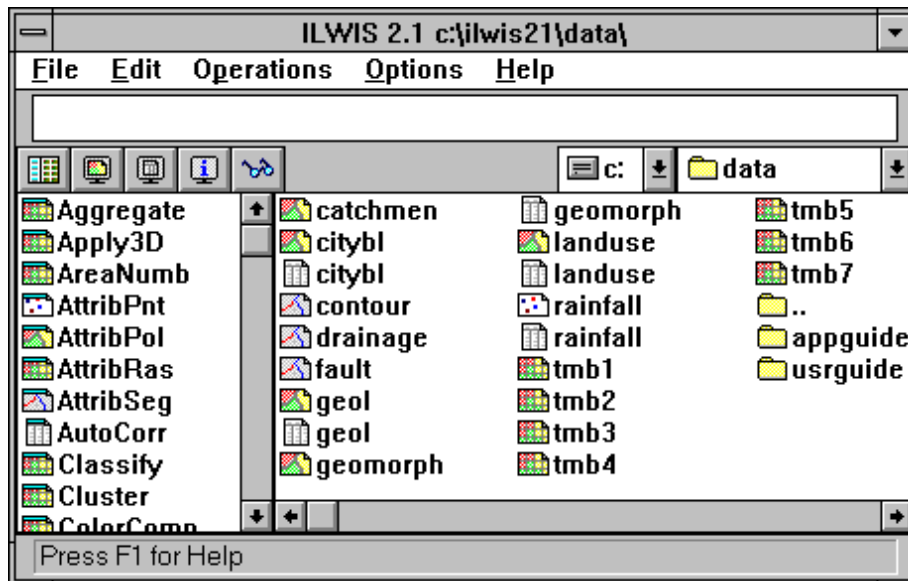 ILWIS 2.1 c:\ilwis21\data\
File Edit Operations Options Help
c: data
Aggregate catchmen geomorph tmb5
Apply3D citybl landuse tmb6
AreaNumb citybl landuse tmb7
AttribPnt contour rainfall ..
AttribPol drainage rainfall appguide
AttribRas fault tmb1 usrguide
AttribSeg geol tmb2
AutoCorr geol tmb3
Classify geomorph tmb4
Cluster
ColorComp
Press F1 for Help